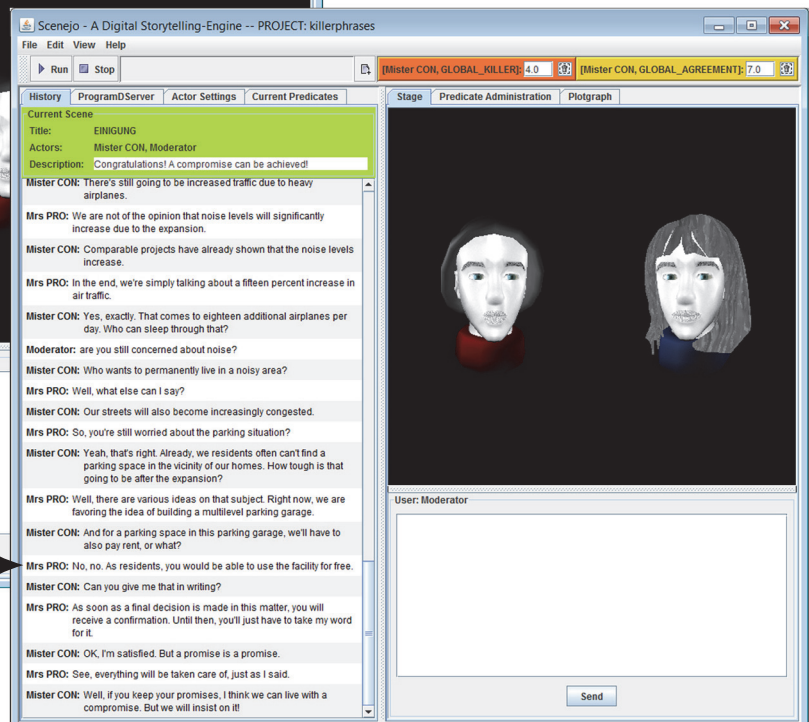 Scenejo - A Digital Storytelling-Engine -- PROJECT: killerphrases
File Edit View Help
Run Stop [Mister CON, GLOBAL_KILLER]: 4.0 [Mister CON, GLOBAL_AGREEMENT]: 7.0
History ProgramDServer Actor Settings Current Predicates
Stage Predicate Administration Plotgraph
Current Scene
Title: EINIGUNG
Actors: Mister CON, Moderator
Description: Congratulations! A compromise can be achieved!
Mister CON: There's still going to be increased traffic due to heavy
airplanes.
Mrs PRO: We are not of the opinion that noise levels will significantly
increase due to the expansion.
Mister CON: Comparable projects have already shown that the noise levels
increase.
Mrs PRO: In the end, we're simply talking about a fifteen percent increase in
air traffic.
Mister CON: Yes, exactly. That comes to eighteen additional airplanes per
day. Who can sleep through that?
Moderator: are you still concerned about noise?
Mister CON: Who wants to permanently live in a noisy area?
Mrs PRO: Well, what else can I say?
Mister CON: Our streets will also become increasingly congested.
Mrs PRO: So, you're still worried about the parking situation?
Mister CON: Yeah, that's right. Already, we residents often can't find a
parking space in the vicinity of our homes. How tough is that
going to be after the expansion?
Mrs PRO: Well, there are various ideas on that subject. Right now, we are
favoring the idea of building a multilevel parking garage.
Mister CON: And for a parking space in this parking garage, we'll have to
also pay rent, or what?
Mrs PRO: No, no. As residents, you would be able to use the facility for free.
Mister CON: Can you give me that in writing?
Mrs PRO: As soon as a final decision is made in this matter, you will
receive a confirmation. Until then, you'll just have to take my word
for it.
Mister CON: OK, I'm satisfied. But a promise is a promise.
Mrs PRO: See, everything will be taken care of, just as I said.
Mister CON: Well, if you keep your promises, I think we can live with a
compromise. But we will insist on it!
User: Moderator
Send